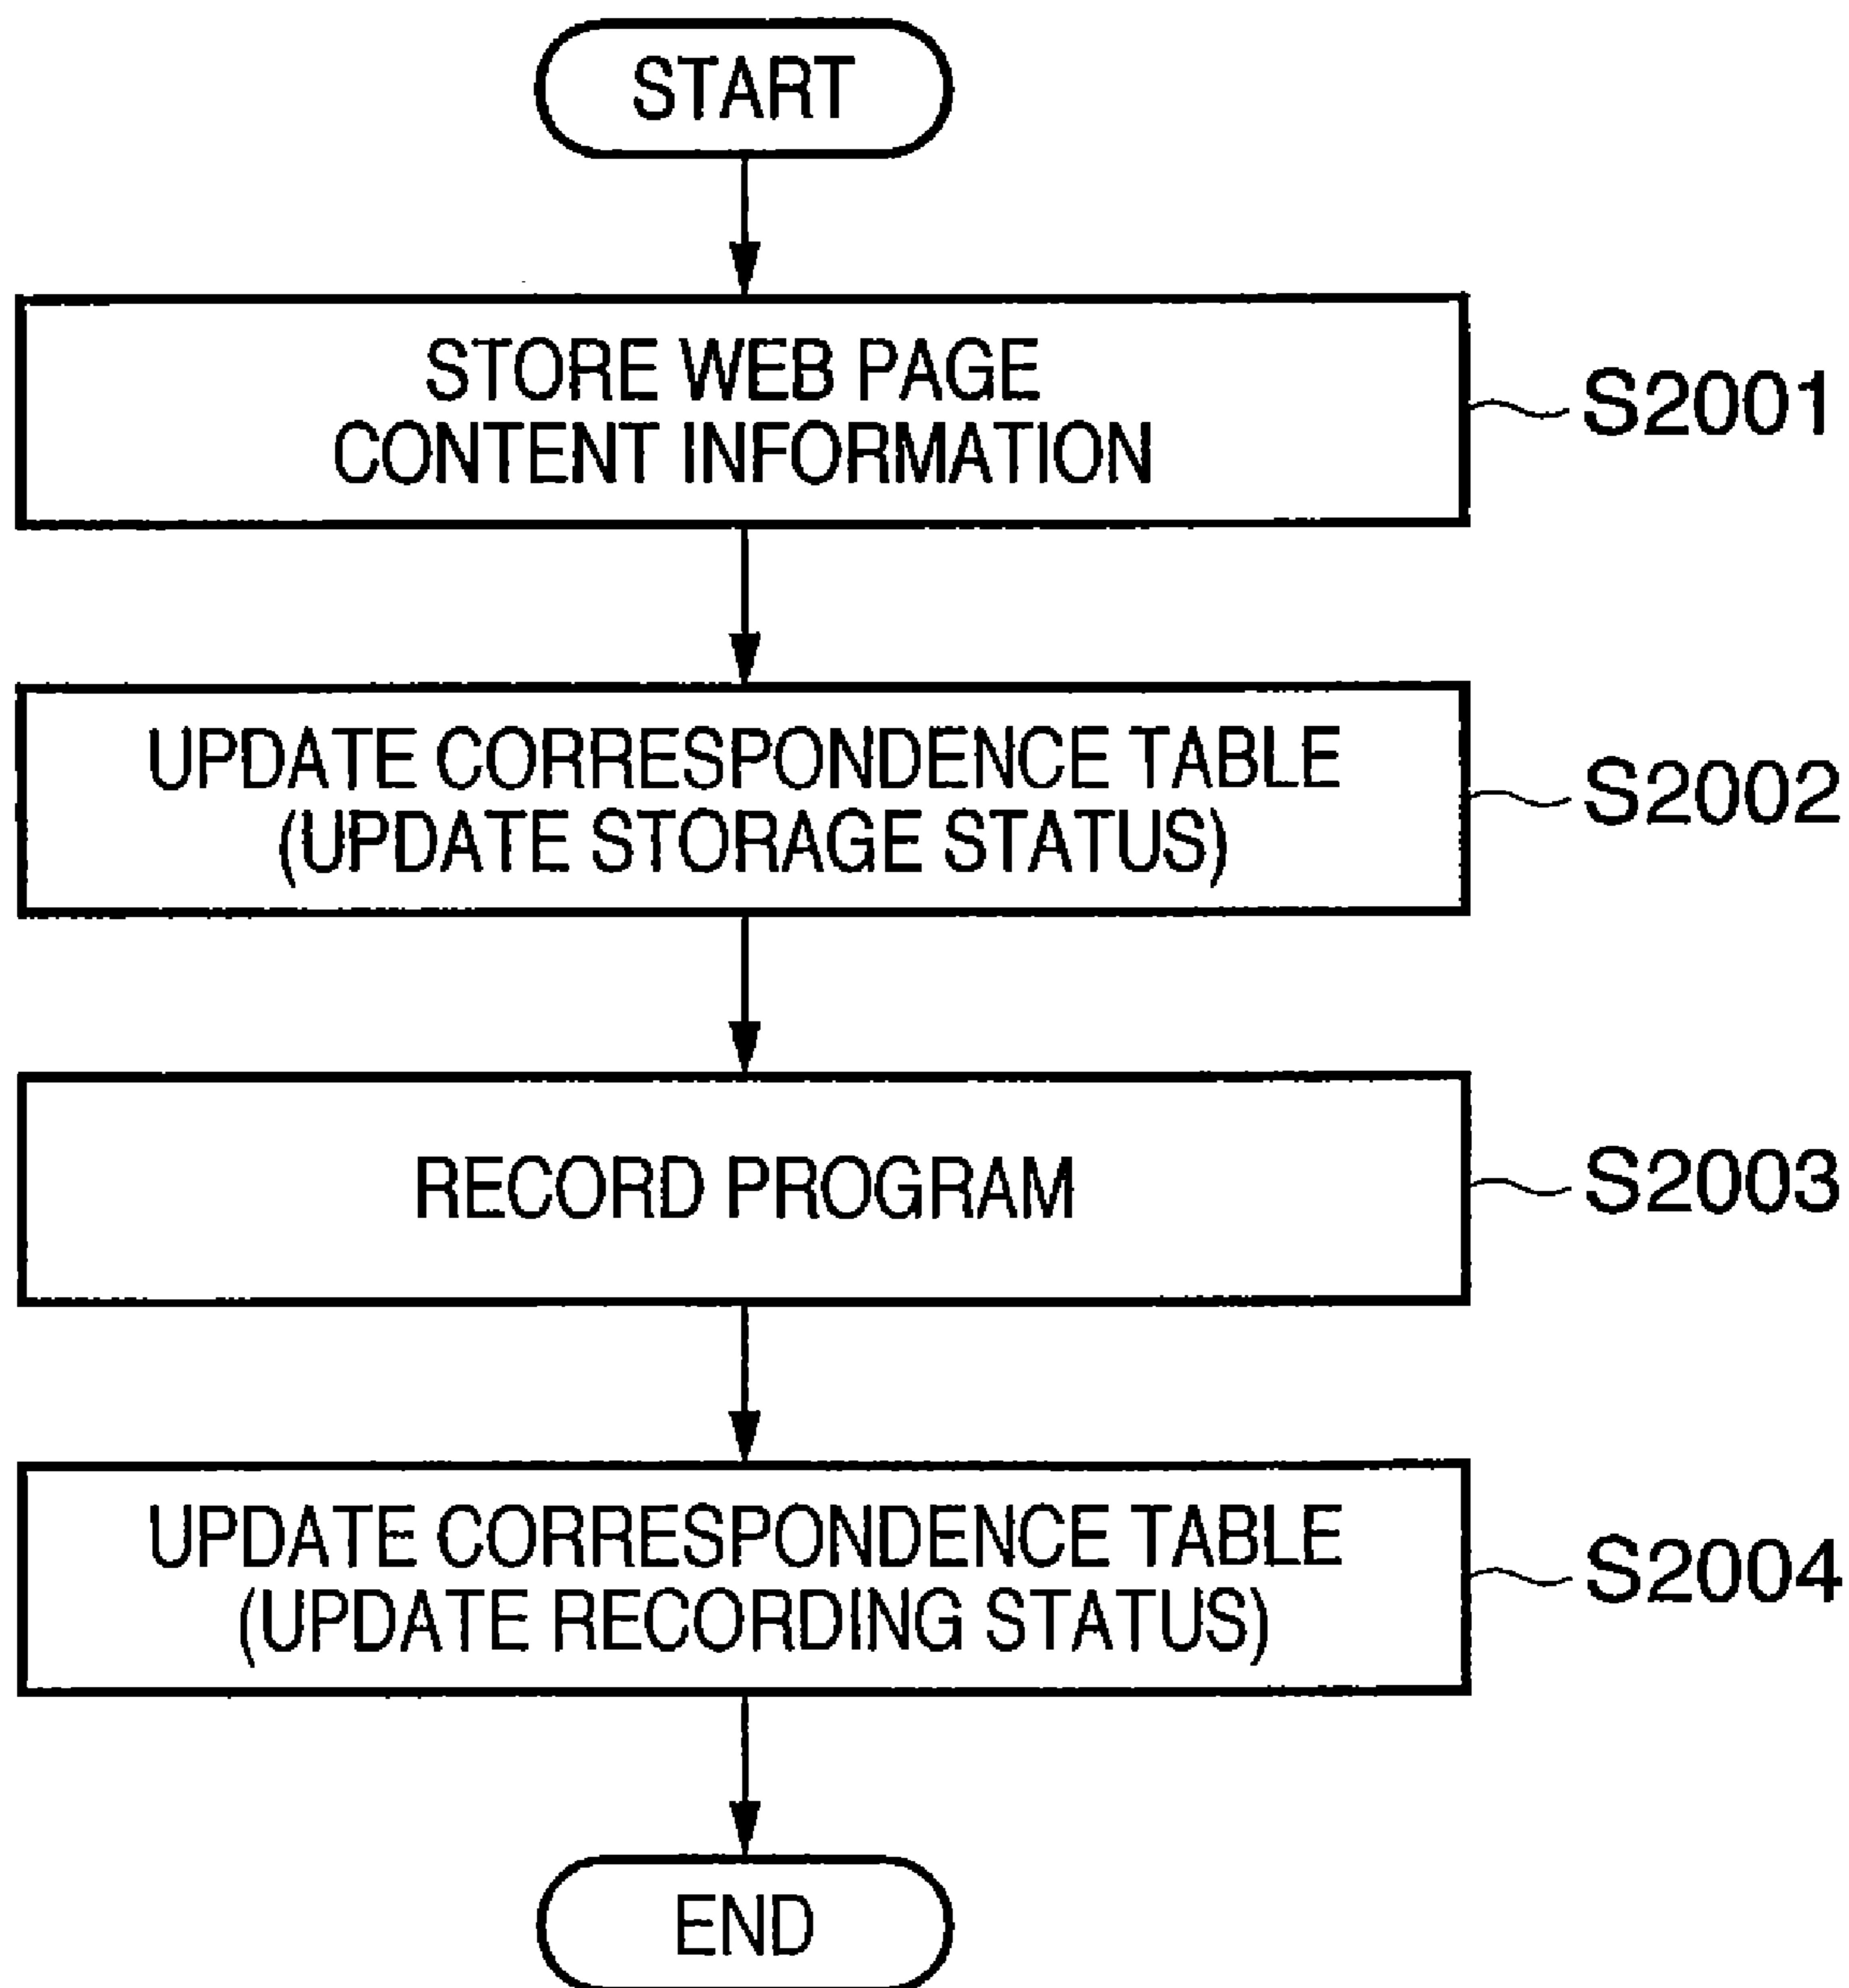 START
STORE WEB PAGE
CONTENT INFORMATION
S2001
UPDATE CORRESPONDENCE TABLE
(UPDATE STORAGE STATUS)
S2002
RECORD PROGRAM
S2003
UPDATE CORRESPONDENCE TABLE
(UPDATE RECORDING STATUS)
S2004
END